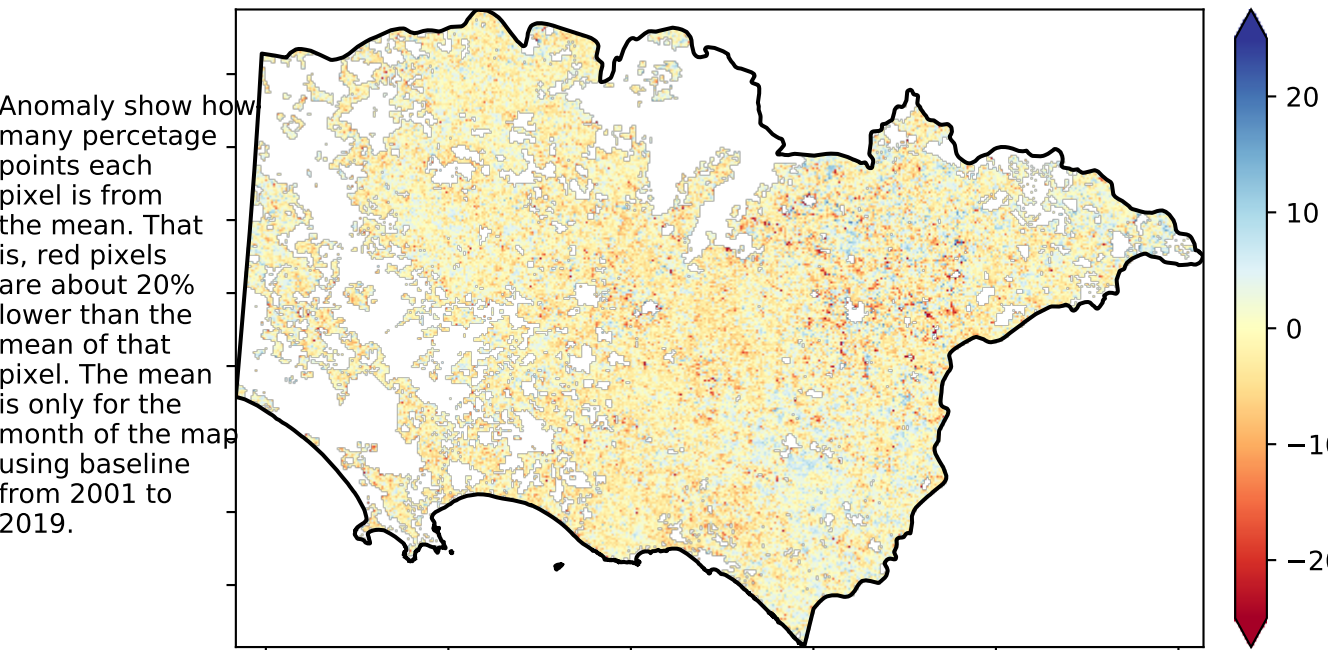 Anomaly show how
many percetage
points each
pixel is from
the mean. That
is, red pixels
are about 20%
lower than the
mean of that
pixel. The mean
is only for the
month of the map
using baseline
from 2001 to
2019.
20
10
0
−10
−20